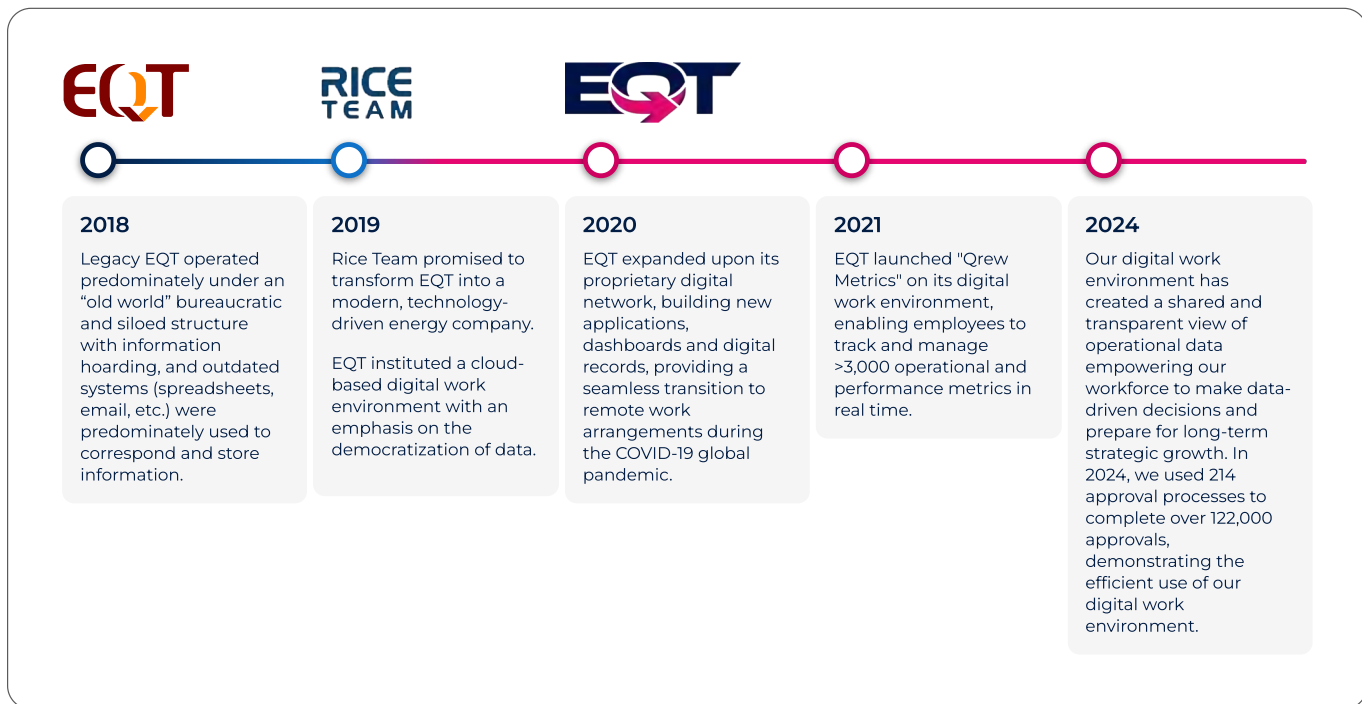 EQT
RICE
TEAM
EQT
2018
Legacy EQT operated
predominately under an
“old world” bureaucratic
and siloed structure
with information
hoarding, and outdated
systems (spreadsheets,
email, etc.) were
predominately used to
correspond and store
information.
2019
Rice Team promised to
transform EQT into a
modern, technology-
driven energy company.
EQT instituted a cloud-
based digital work
environment with an
emphasis on the
democratization of data.
2020
EQT expanded upon its
proprietary digital
network, building new
applications,
dashboards and digital
records, providing a
seamless transition to
remote work
arrangements during
the COVID-19 global
pandemic.
2021
EQT launched "Qrew
Metrics" on its digital
work environment,
enabling employees to
track and manage
>3,000 operational and
performance metrics in
real time.
2024
Our digital work
environment has
created a shared and
transparent view of
operational data
empowering our
workforce to make data-
driven decisions and
prepare for long-term
strategic growth. In
2024, we used 214
approval processes to
complete over 122,000
approvals,
demonstrating the
efficient use of our
digital work
environment.